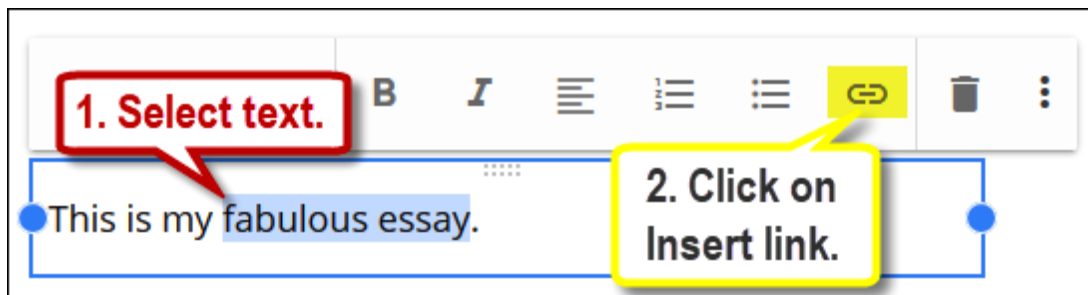 1. Select text.
B I
This is my fabulous essay.
2. Click on
Insert link.